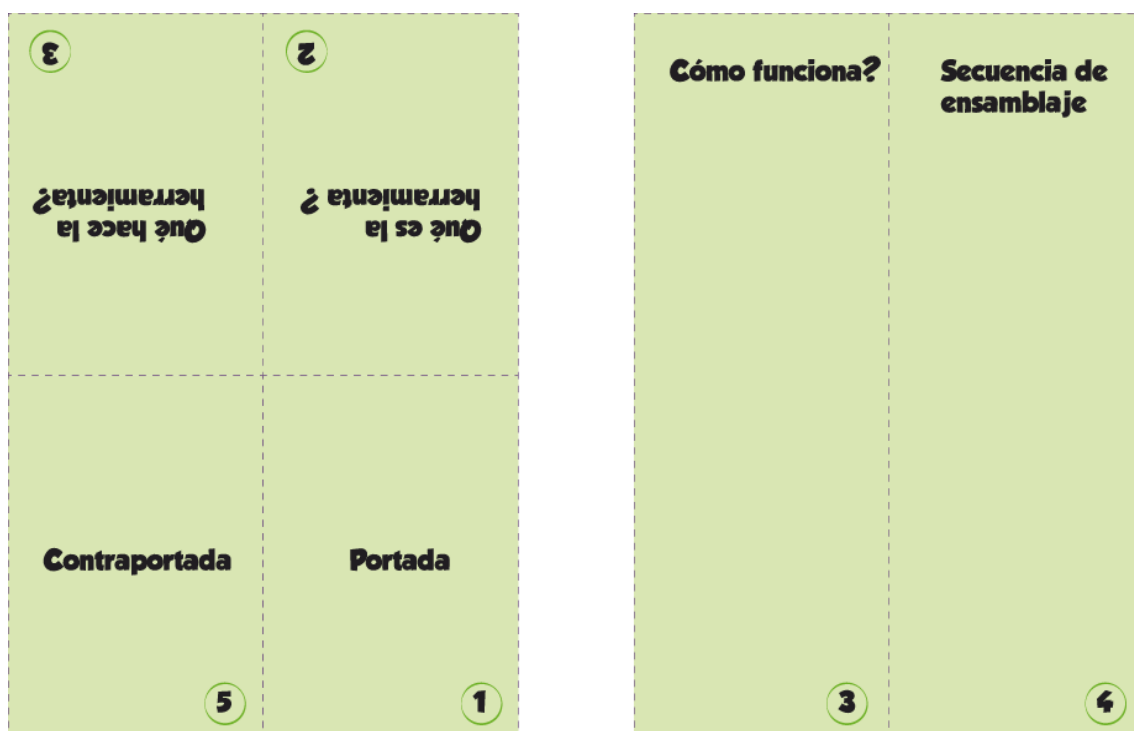 3
2
Qué hace la
herramienta?
Qué es la
herramienta ?
Contraportada
Portada
5
1
Cómo funciona?
Secuencia de
ensamblaje
3
4